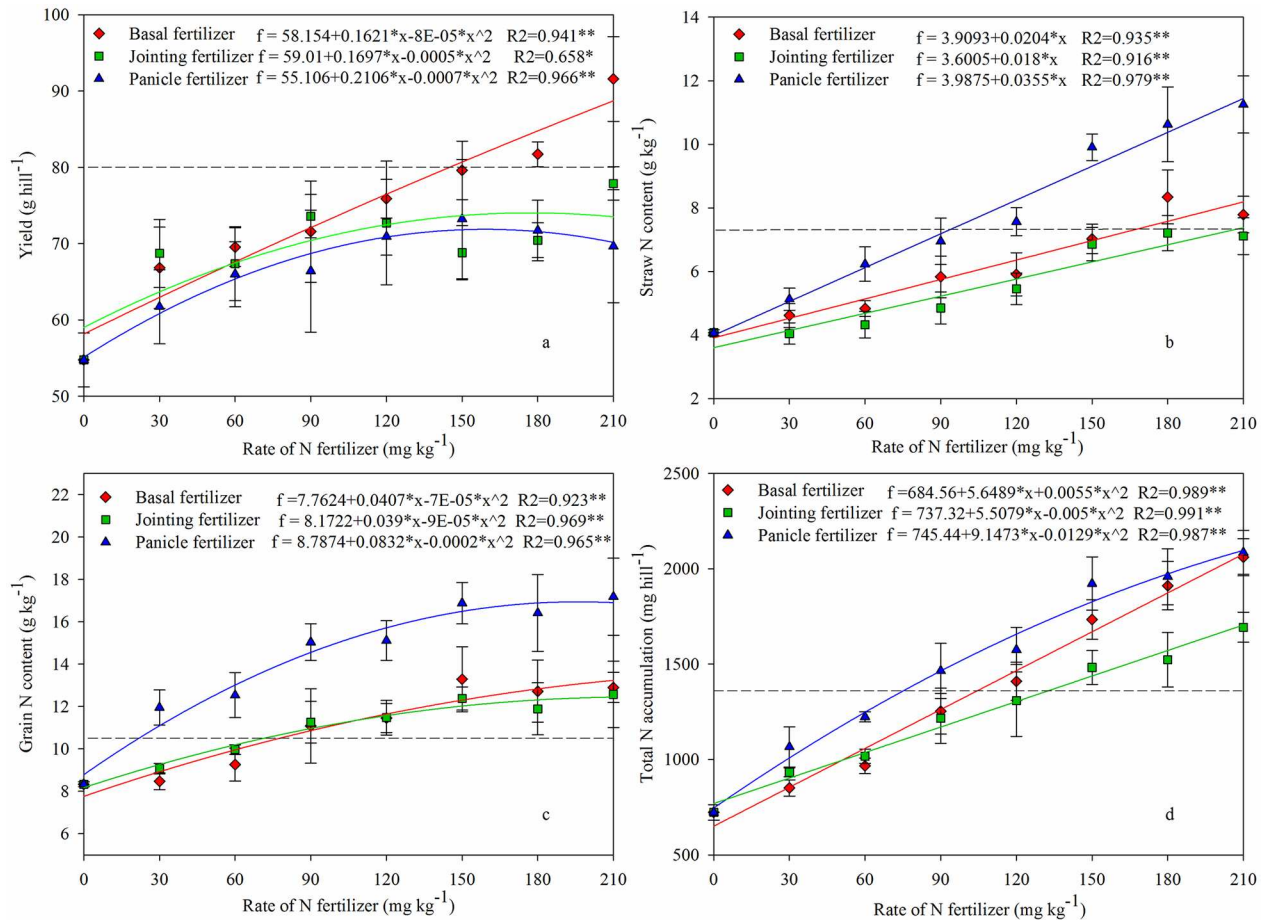 100
90
80
70
60
50
Yield (g hill-1)
Basal fertilizer f = 58.154+0.1621*x-8E-05*x^2 R2=0.941**
Jointing fertilizer f = 59.01+0.1697*x-0.0005*x^2 R2=0.658*
Panicle fertilizer f = 55.106+0.2106*x-0.0007*x^2 R2=0.966**
a
0 30 60 90 120 150 180 210
Rate of N fertilizer (mg kg-1)
14
12
10
8
6
4
2
Straw N content (g kg-1)
Basal fertilizer f = 3.9093+0.0204*x R2=0.935**
Jointing fertilizer f = 3.6005+0.018*x R2=0.916**
Panicle fertilizer f = 3.9875+0.0355*x R2=0.979**
b
0 30 60 90 120 150 180 210
Rate of N fertilizer (mg kg-1)
22
20
18
16
14
12
10
8
6
Grain N content (g kg-1)
Basal fertilizer f =7.7624+0.0407*x-7E-05*x^2 R2=0.923**
Jointing fertilizer f = 8.1722+0.039*x-9E-05*x^2 R2=0.969**
Panicle fertilizer f = 8.7874+0.0832*x-0.0002*x^2 R2=0.965**
c
0 30 60 90 120 150 180 210
Rate of N fertilizer (mg kg-1)
2500
2000
1500
1000
500
Total N accumulation (mg hill-1)
Basal fertilizer f=684.56+5.6489*x+0.0055*x^2 R2=0.989**
Jointing fertilizer f = 737.32+5.5079*x-0.005*x^2 R2=0.991**
Panicle fertilizer f = 745.44+9.1473*x-0.0129*x^2 R2=0.987**
d
0 30 60 90 120 150 180 210
Rate of N fertilizer (mg kg-1)